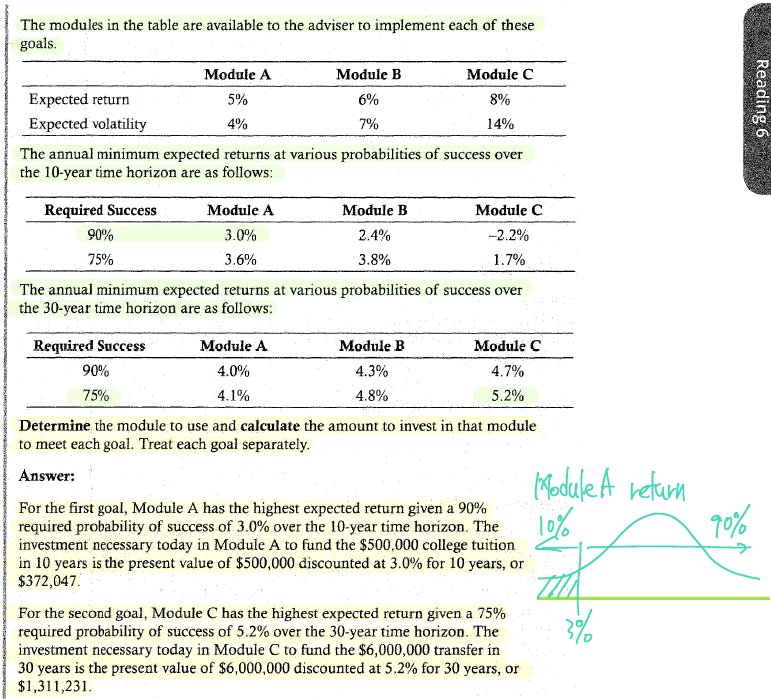 The modules in the table are available to the adviser to implement each of these
goals.
Module A Module B Module C
Expected return 5% 6% 8%
Expected volatility 4% 7% 14%
The annual minimum expected returns at various probabilities of success over
the 10-year time horizon are as follows:
Required Success Module A Module B Module C
90% 3.0% 2.4% –2.2%
75% 3.6% 3.8% 1.7%
The annual minimum expected returns at various probabilities of success over
the 30-year time horizon are as follows:
Required Success Module A Module B Module C
90% 4.0% 4.3% 4.7%
75% 4.1% 4.8% 5.2%
Determine the module to use and calculate the amount to invest in that module
to meet each goal. Treat each goal separately.
Answer:
For the first goal, Module A has the highest expected return given a 90%
required probability of success of 3.0% over the 10-year time horizon. The
investment necessary today in Module A to fund the $500,000 college tuition
in 10 years is the present value of $500,000 discounted at 3.0% for 10 years, or
$372,047.
For the second goal, Module C has the highest expected return given a 75%
required probability of success of 5.2% over the 30-year time horizon. The
investment necessary today in Module C to fund the $6,000,000 transfer in
30 years is the present value of $6,000,000 discounted at 5.2% for 30 years, or
$1,311,231.
Reading 6
Module A return
10% 90%
3%